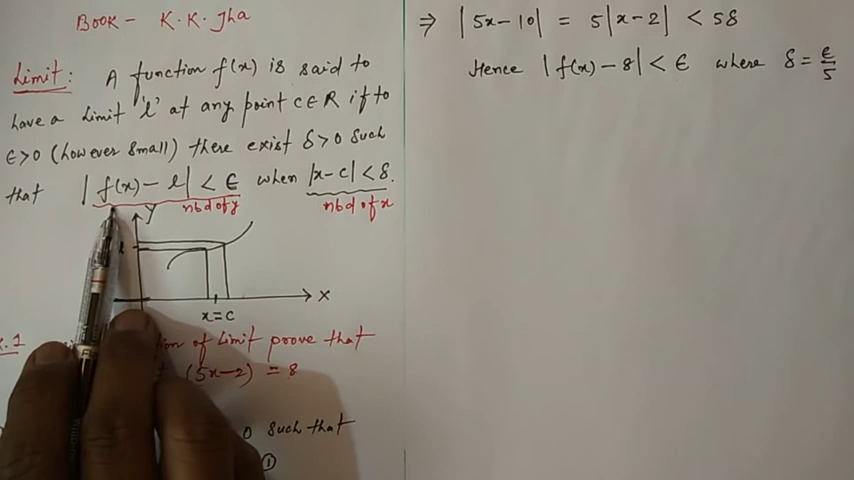 Book - K.K. Jha
Limit: A function f(x) is said to
have a limit 'l' at any point c∈R if to
∈>0 (however small) there exist δ>0 such
that |f(x) - l| < ∈ when |x-c| < δ.
nbd of y nbd of x
Y
l
X
x=c
.1 of limit prove that
(5x-2) = 8
0 such that
①
⇒ |5x-10| = 5|x-2| < 5δ
Hence |f(x) - 8| < ∈ where δ = ∈/5